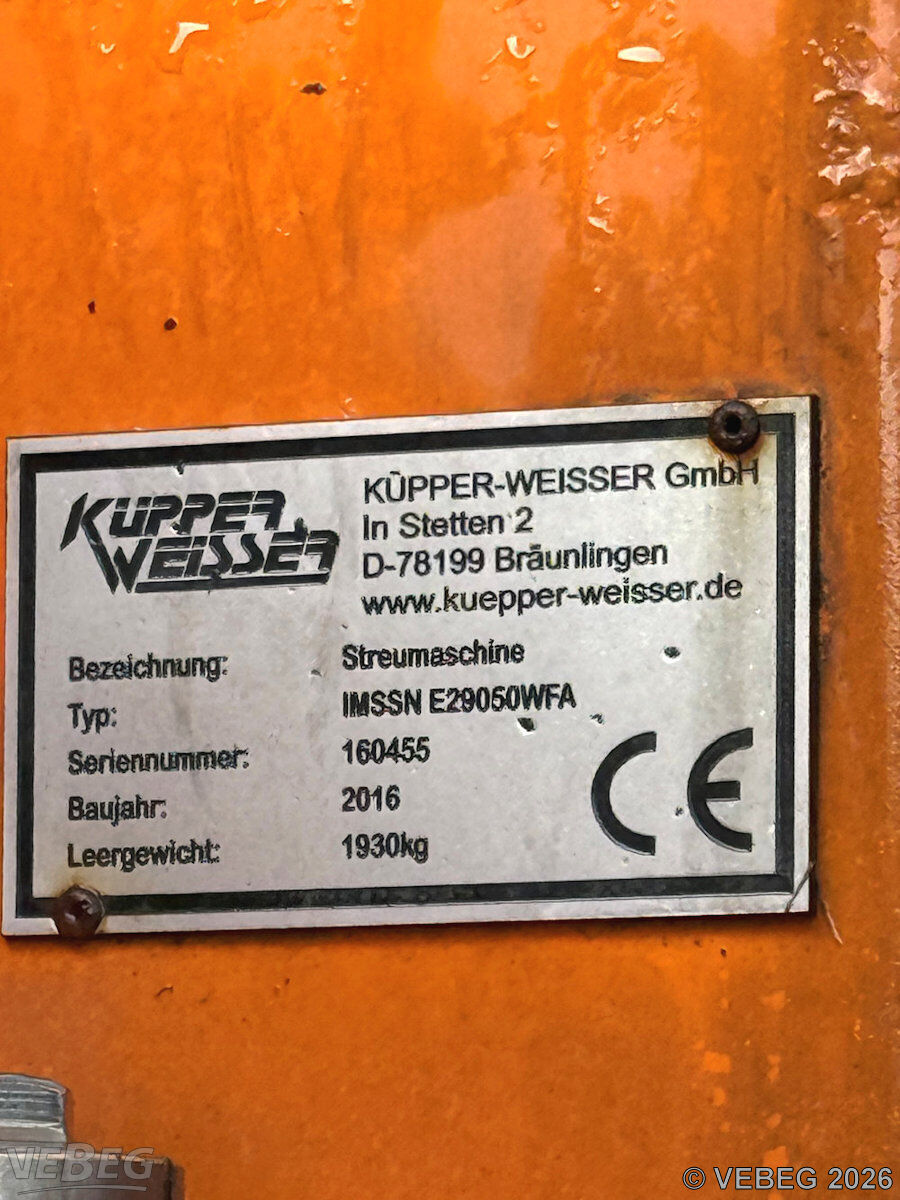 KÜPPER WEISSER
KÜPPER-WEISSER GmbH
In Stetten 2
D-78199 Bräunlingen
www.kuepper-weisser.de
Bezeichnung: Streumaschine
Typ: IMSSN E29050WFA
Seriennummer: 160455
Baujahr: 2016
Leergewicht: 1930kg
CE
VEBEG
© VEBEG 2026